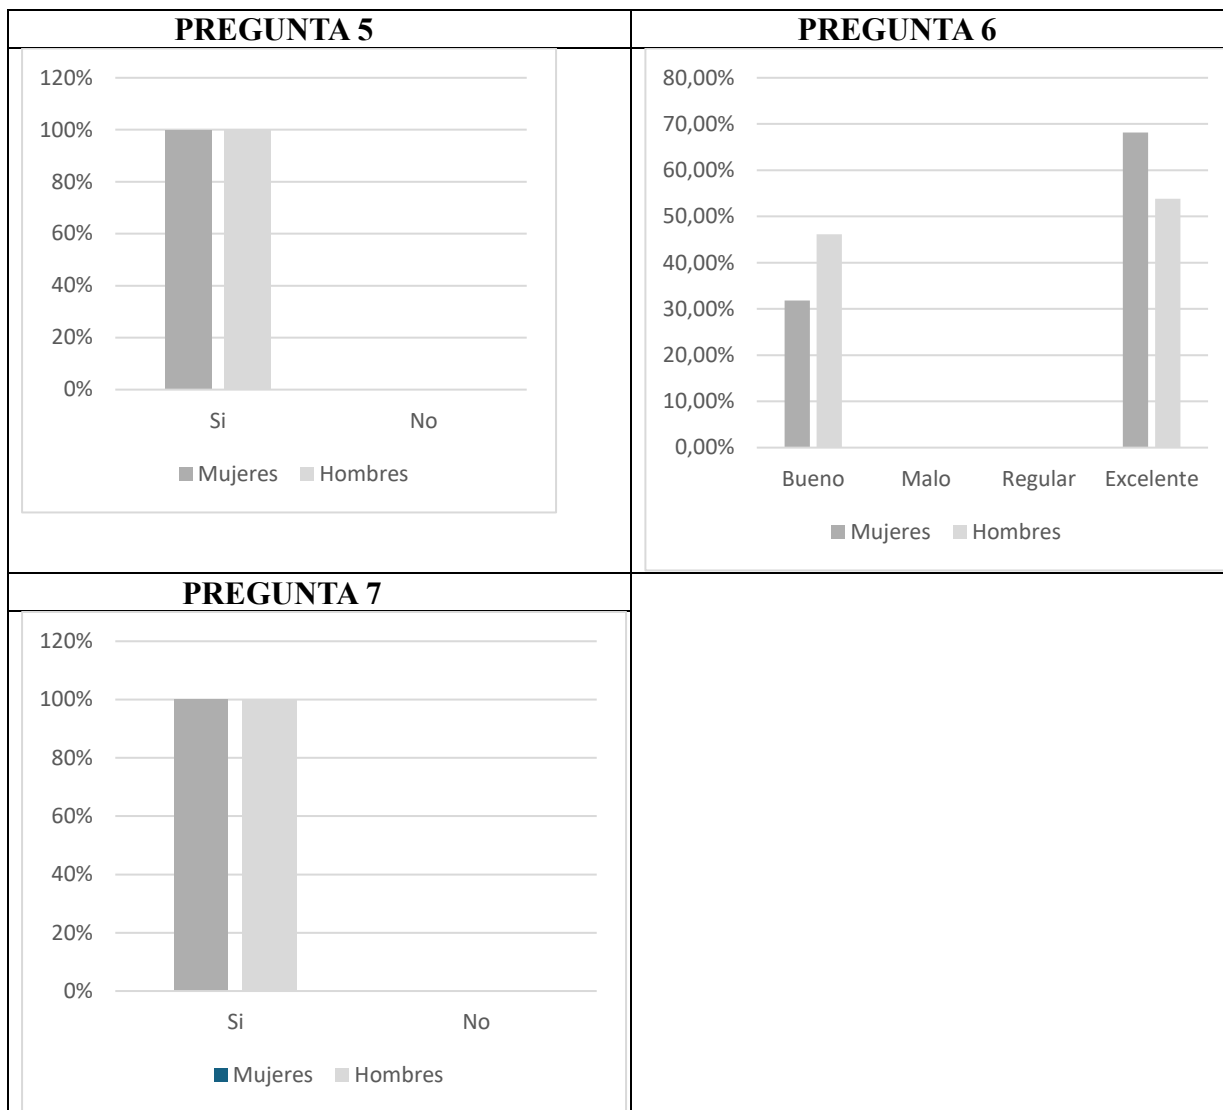 PREGUNTA 5
120%
100%
80%
60%
40%
20%
0%
Si No
Mujeres Hombres
PREGUNTA 6
80,00%
70,00%
60,00%
50,00%
40,00%
30,00%
20,00%
10,00%
0,00%
Bueno Malo Regular Excelente
Mujeres Hombres
PREGUNTA 7
120%
100%
80%
60%
40%
20%
0%
Si No
Mujeres Hombres